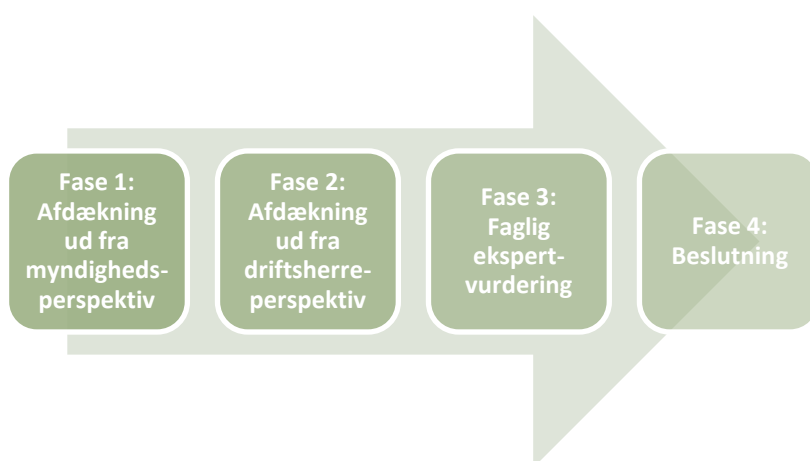 Fase 1:
Afdækning
ud fra
myndigheds-
perspektiv
Fase 2:
Afdækning
ud fra
driftsherre-
perspektiv
Fase 3:
Faglig
ekspert-
vurdering
Fase 4:
Beslutning